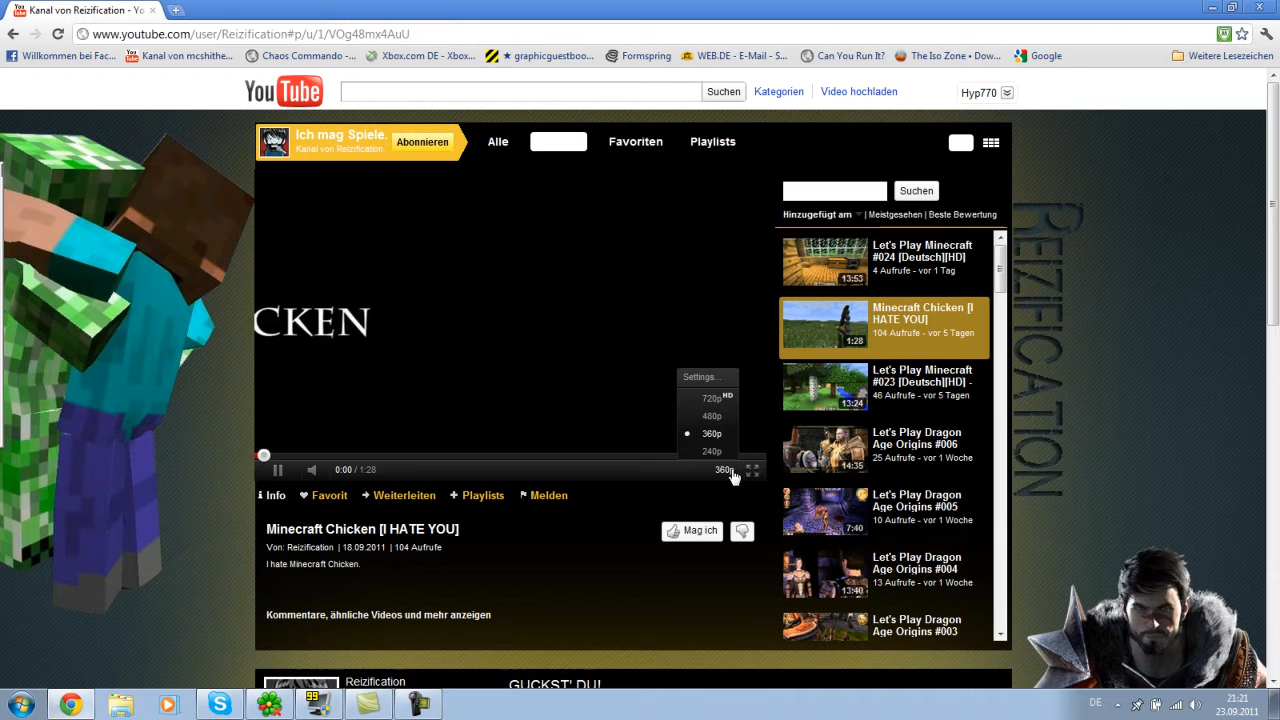 Kanal von Reizification - Yo
www.youtube.com/user/Reizification#p/u/1/VOg48mx4AuU
Willkommen bei Fac...
Kanal von mcshithe...
Chaos Commando -...
Xbox.com DE - Xbox...
★ graphicguestboo...
Formspring
WEB.DE - E-Mail - S...
Can You Run It?
The Iso Zone • Dow...
Google
Weitere Lesezeichen
YouTube
Suchen
Kategorien
Video hochladen
Hyp770
Ich mag Spiele.
Kanal von Reizification
Abonnieren
Alle
Favoriten
Playlists
Suchen
Hinzugefügt am | Meistgesehen | Beste Bewertung
CKEN
Settings...
720p HD
480p
360p
240p
0:00 / 1:28
360p
Info
Favorit
Weiterleiten
Playlists
Melden
Minecraft Chicken [I HATE YOU]
Mag ich
Von: Reizification | 18.09.2011 | 104 Aufrufe
I hate Minecraft Chicken.
Kommentare, ähnliche Videos und mehr anzeigen
Let's Play Minecraft
#024 [Deutsch][HD]
4 Aufrufe - vor 1 Tag
13:53
Minecraft Chicken [I
HATE YOU]
104 Aufrufe - vor 5 Tagen
1:28
Let's Play Minecraft
#023 [Deutsch][HD] -
46 Aufrufe - vor 5 Tagen
13:24
Let's Play Dragon
Age Origins #006
25 Aufrufe - vor 1 Woche
14:35
Let's Play Dragon
Age Origins #005
10 Aufrufe - vor 1 Woche
7:40
Let's Play Dragon
Age Origins #004
13 Aufrufe - vor 1 Woche
13:40
Let's Play Dragon
Age Origins #003
REIZIFICATION
Reizification
GUCKST' DU!
99
DE
21:21
23.09.2011